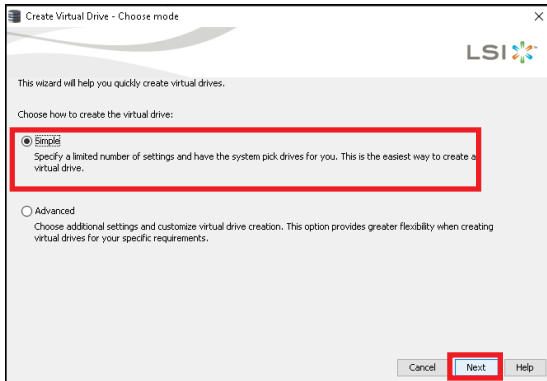 Create Virtual Drive - Choose mode
LSI
This wizard will help you quickly create virtual drives.
Choose how to create the virtual drive:
Simple
Specify a limited number of settings and have the system pick drives for you. This is the easiest way to create a
virtual drive.
Advanced
Choose additional settings and customize virtual drive creation. This option provides greater flexibility when creating
virtual drives for your specific requirements.
Cancel Next Help